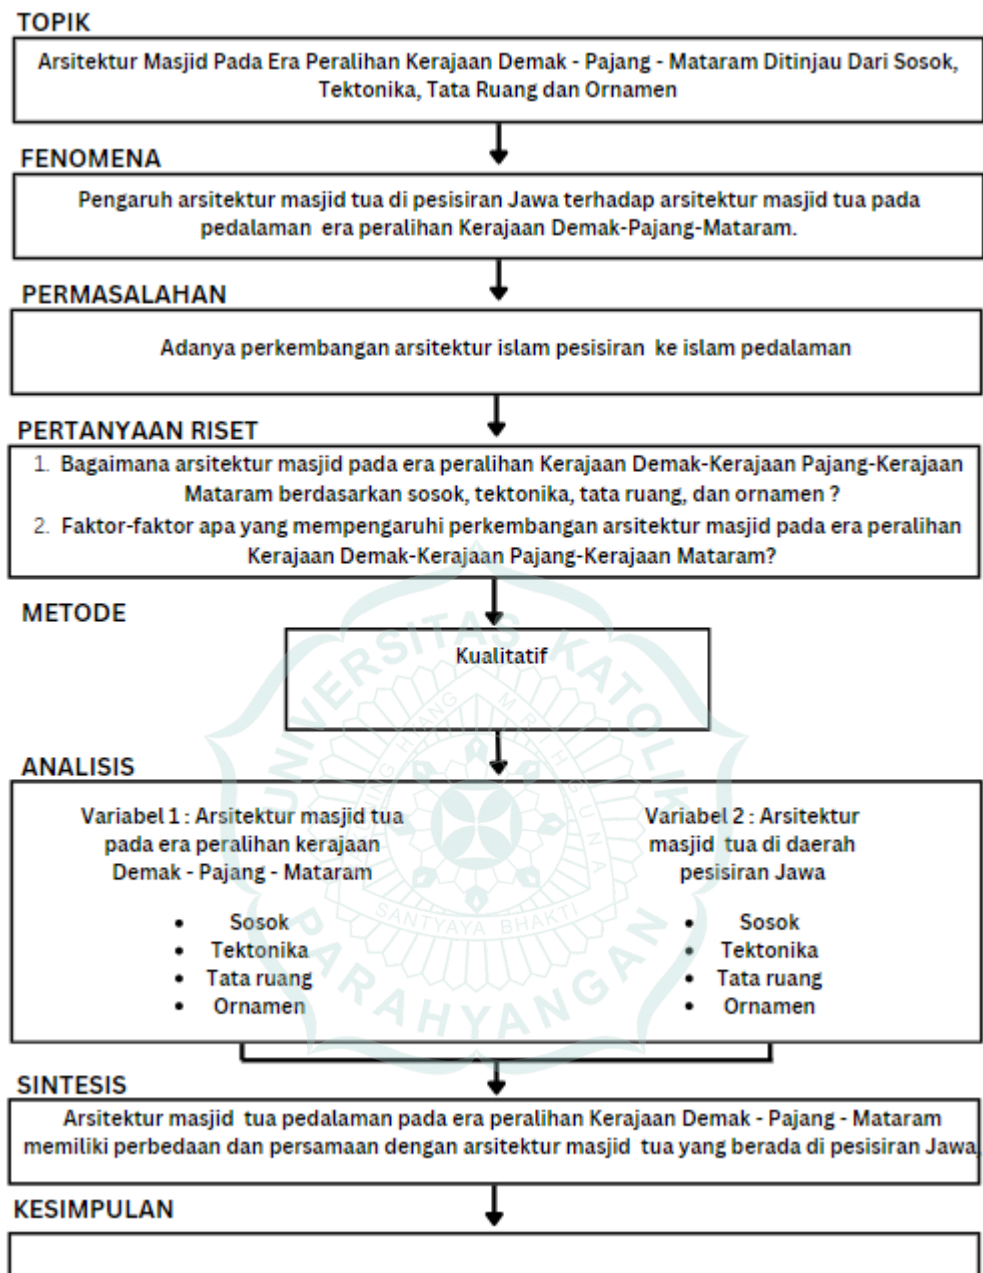 TOPIK
Arsitektur Masjid Pada Era Peralihan Kerajaan Demak - Pajang - Mataram Ditinjau Dari Sosok,
Tektonika, Tata Ruang dan Ornamen
FENOMENA
Pengaruh arsitektur masjid tua di pesisiran Jawa terhadap arsitektur masjid tua pada
pedalaman era peralihan Kerajaan Demak-Pajang-Mataram.
PERMASALAHAN
Adanya perkembangan arsitektur islam pesisiran ke islam pedalaman
PERTANYAAN RISET
1. Bagaimana arsitektur masjid pada era peralihan Kerajaan Demak-Kerajaan Pajang-Kerajaan
Mataram berdasarkan sosok, tektonika, tata ruang, dan ornamen ?
2. Faktor-faktor apa yang mempengaruhi perkembangan arsitektur masjid pada era peralihan
Kerajaan Demak-Kerajaan Pajang-Kerajaan Mataram?
METODE
Kualitatif
ANALISIS
Variabel 1 : Arsitektur masjid tua
pada era peralihan kerajaan
Demak - Pajang - Mataram
• Sosok
• Tektonika
• Tata ruang
• Ornamen
Variabel 2 : Arsitektur
masjid tua di daerah
pesisiran Jawa
• Sosok
• Tektonika
• Tata ruang
• Ornamen
SINTESIS
Arsitektur masjid tua pedalaman pada era peralihan Kerajaan Demak - Pajang - Mataram
memiliki perbedaan dan persamaan dengan arsitektur masjid tua yang berada di pesisiran Jawa,
KESIMPULAN
UNIVERSITAS KATOLIK
PARAHYANGAN
SANTYAYA BHAKTI